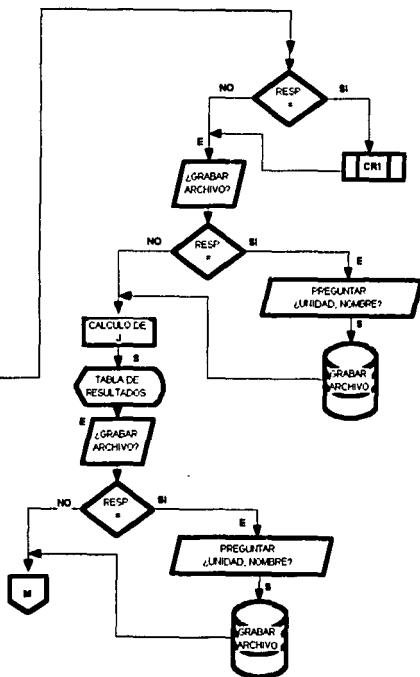 NO
RESP
=
SI
CR1
E
¿GRABAR
ARCHIVO?
NO
RESP
=
SI
E
PREGUNTAR
¿UNIDAD, NOMBRE?
S
GRABAR
ARCHIVO
CALCULO DE
J
S
TABLA DE
RESULTADOS
E
¿GRABAR
ARCHIVO?
NO
RESP
=
SI
E
PREGUNTAR
¿UNIDAD, NOMBRE?
S
GRABAR
ARCHIVO
M